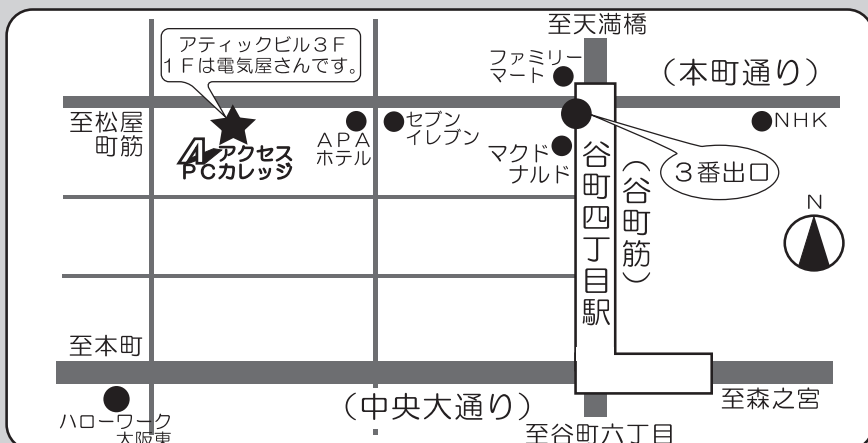 至天満橋
アティックビル３Ｆ
１Ｆは電気屋さんです。
ファミリー
マート
（本町通り）
至松屋
町筋
アクセス
PCカレッジ
ＡＰＡ
ホテル
セブン
イレブン
マクド
ナルド
ＮＨＫ
３番出口
谷町四丁目駅
（谷町筋）
N
至本町
ハローワーク
大阪東
（中央大通り）
至森之宮
至谷町六丁目